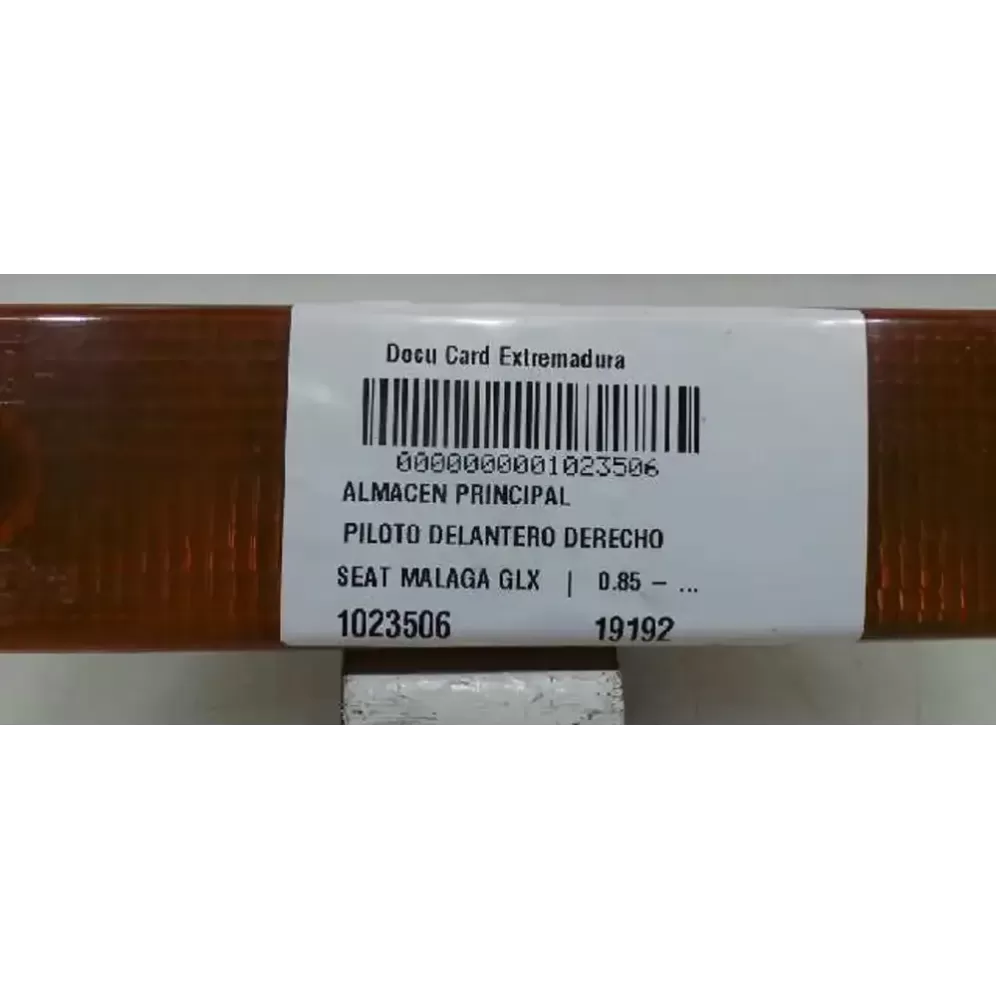 Docu Card Extremadura
0000000001023506
ALMACEN PRINCIPAL
PILOTO DELANTERO DERECHO
SEAT MALAGA GLX | 0.85 - ...
1023506 19192